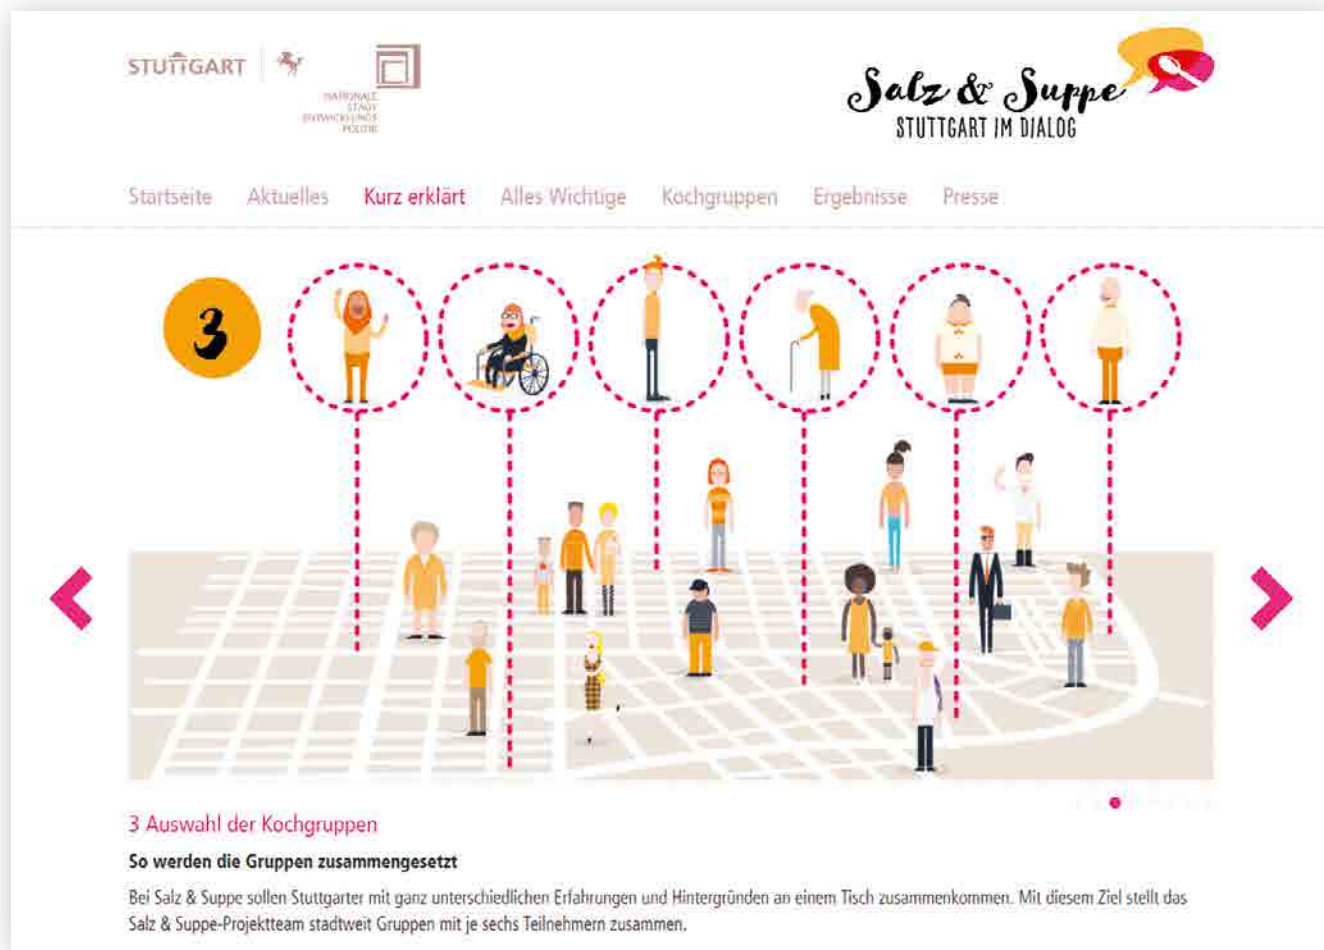 STUTTGART
NATIONALE
STADT
ENTWICKLUNGS
POLITIK
Salz & Suppe
STUTTGART IM DIALOG
Startseite Aktuelles Kurz erklärt Alles Wichtige Kochgruppen Ergebnisse Presse
3
3 Auswahl der Kochgruppen
So werden die Gruppen zusammengesetzt
Bei Salz & Suppe sollen Stuttgarter mit ganz unterschiedlichen Erfahrungen und Hintergründen an einem Tisch zusammenkommen. Mit diesem Ziel stellt das
Salz & Suppe-Projektteam stadtweit Gruppen mit je sechs Teilnehmern zusammen.